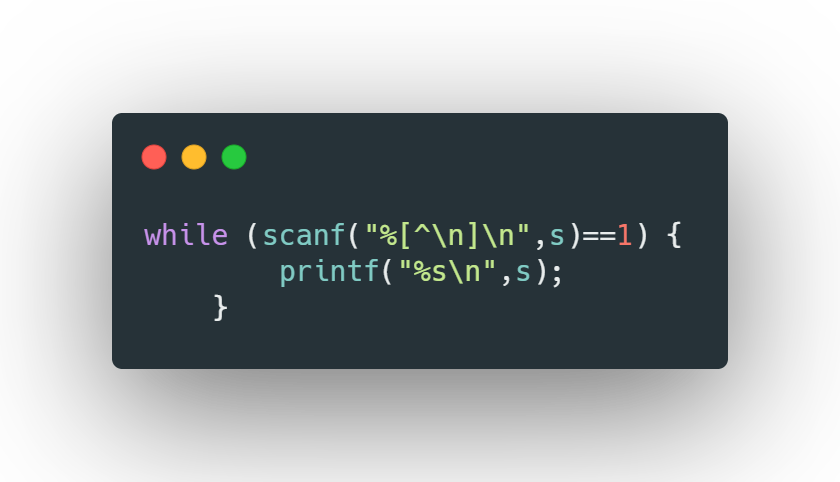 while (scanf("%[^\n]\n",s)==1) {
        printf("%s\n",s);
    }